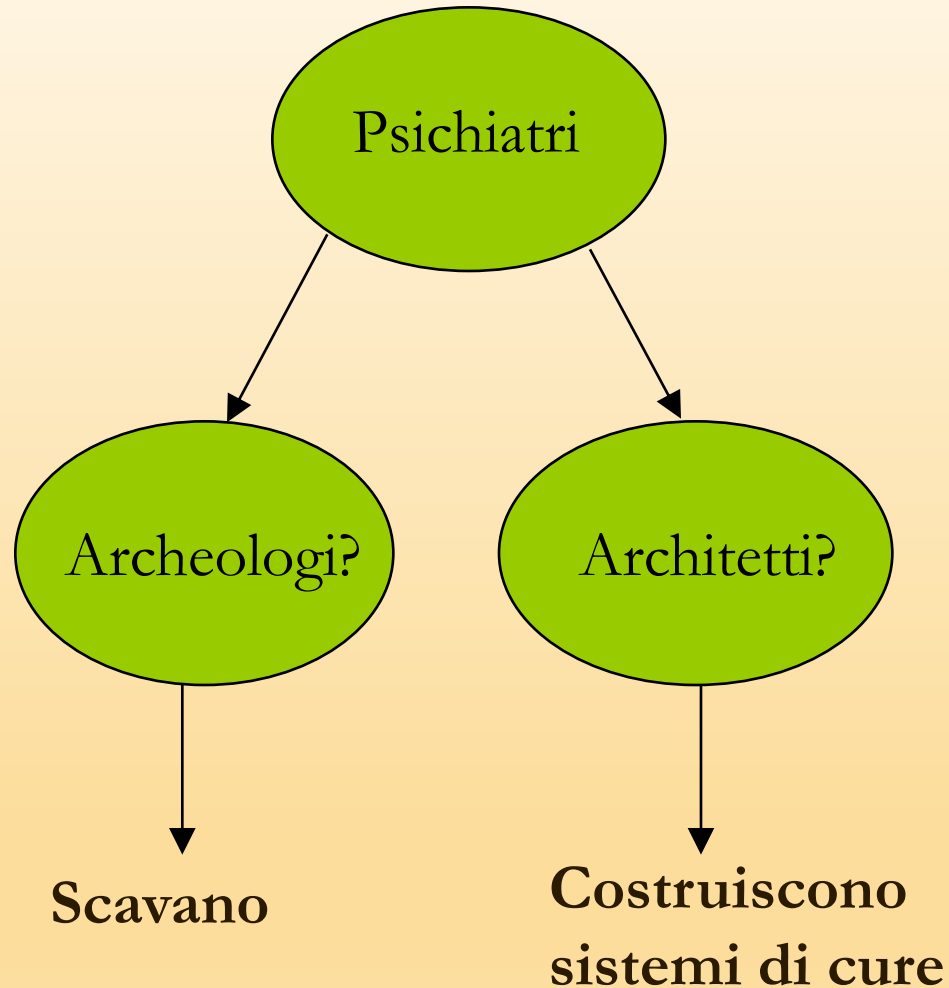 Psichiatri
Archeologi?
Architetti?
Scavano
Costruiscono
sistemi di cure